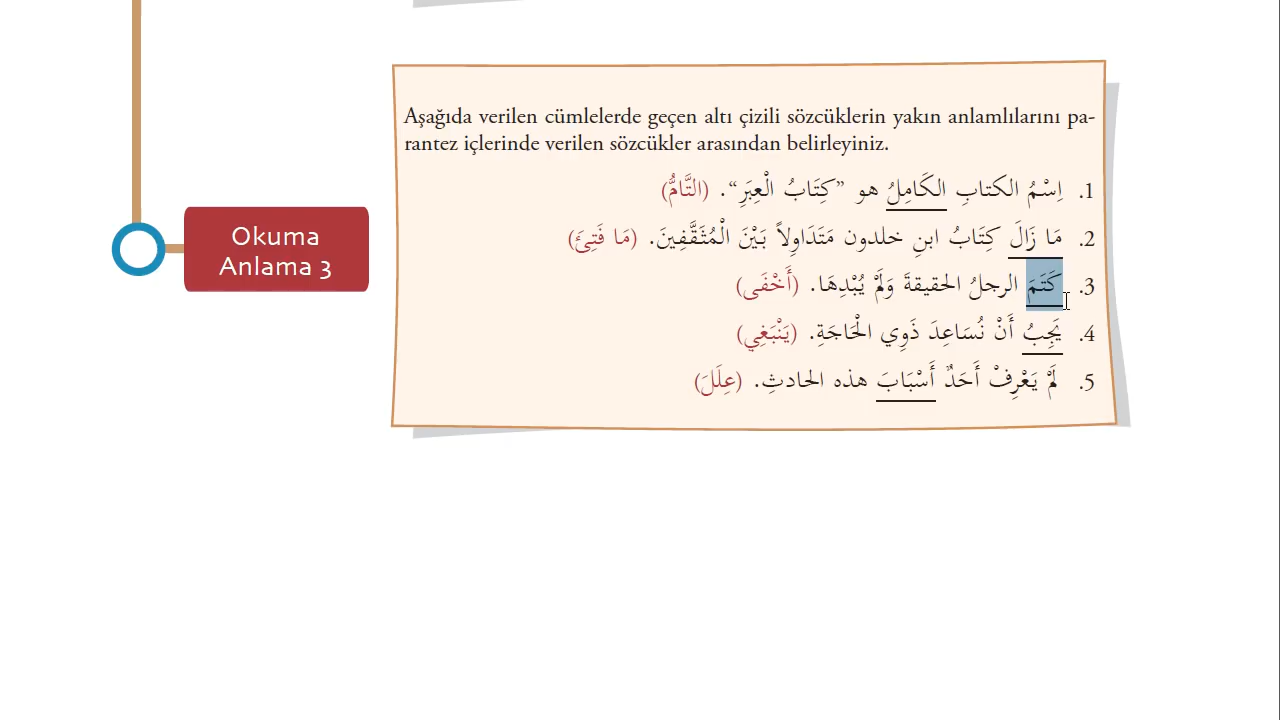 Okuma
Anlama 3
Aşağıda verilen cümlelerde geçen altı çizili sözcüklerin yakın anlamlılarını pa-
rantez içlerinde verilen sözcükler arasından belirleyiniz.
1. اِسْمُ الكتابِ الكَامِلُ هو ”كِتَابُ الْعِبَرِ“. (التَّامُّ)
2. مَا زَالَ كِتَابُ ابنِ خلدون مَتَدَاوِلاً بَيْنَ الْمُثَقَّفِينَ. (مَا فَتِئَ)
3. كَتَمَ الرجلُ الحقيقةَ وَلَمْ يُبْدِهَا. (أَخْفَى)
4. يَجِبُ أَنْ نُسَاعِدَ ذَوِي الْحَاجَةِ. (يَنْبَغِي)
5. لَمْ يَعْرِفْ أَحَدٌ أَسْبَابَ هذه الحادثِ. (عِلَلَ)